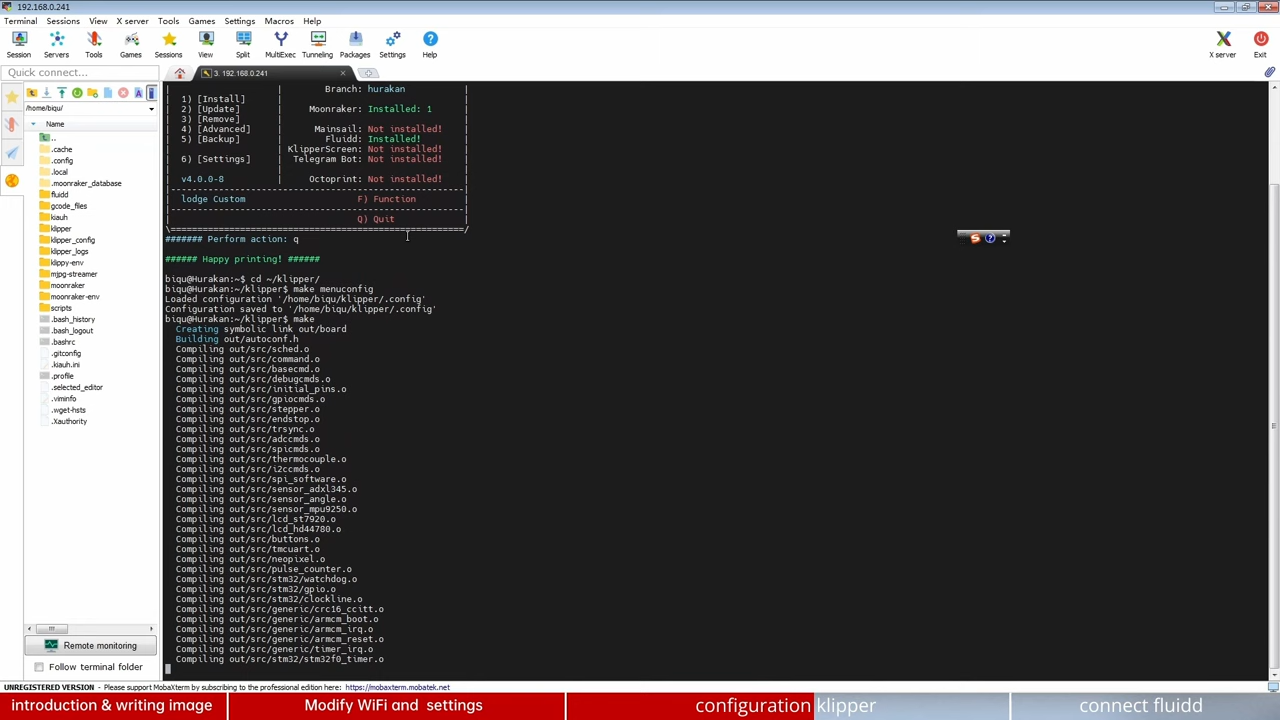 192.168.0.241
Terminal Sessions View X server Tools Games Settings Macros Help
Session Servers Tools Games Sessions View Split MultiExec Tunneling Packages Settings Help X server Exit
Quick connect...
3. 192.168.0.241
/home/biqu/
Name
..
.cache
.config
.local
.moonraker_database
fluidd
gcode_files
kiauh
klipper
klipper_config
klipper_logs
klippy-env
mjpg-streamer
moonraker
moonraker-env
scripts
.bash_history
.bash_logout
.bashrc
.gitconfig
.kiauh.ini
.profile
.selected_editor
.viminfo
.wget-hsts
.Xauthority
Remote monitoring
Follow terminal folder
| | Branch: hurakan |
| 1) [Install] | |
| 2) [Update] | Moonraker: Installed: 1 |
| 3) [Remove] | |
| 4) [Advanced] | Mainsail: Not installed! |
| 5) [Backup] | Fluidd: Installed! |
| | KlipperScreen: Not installed! |
| 6) [Settings] | Telegram Bot: Not installed! |
| | |
| v4.0.0-8 | Octoprint: Not installed! |
|-------------------------------------------------------|
| lodge Custom F) Function |
|-------------------------------------------------------|
| Q) Quit |
\=======================================================/
####### Perform action: q
###### Happy printing! ######
biqu@Hurakan:~$ cd ~/klipper/
biqu@Hurakan:~/klipper$ make menuconfig
Loaded configuration '/home/biqu/klipper/.config'
Configuration saved to '/home/biqu/klipper/.config'
biqu@Hurakan:~/klipper$ make
Creating symbolic link out/board
Building out/autoconf.h
Compiling out/src/sched.o
Compiling out/src/command.o
Compiling out/src/basecmd.o
Compiling out/src/debugcmds.o
Compiling out/src/initial_pins.o
Compiling out/src/gpiocmds.o
Compiling out/src/stepper.o
Compiling out/src/endstop.o
Compiling out/src/trsync.o
Compiling out/src/adccmds.o
Compiling out/src/spicmds.o
Compiling out/src/thermocouple.o
Compiling out/src/i2ccmds.o
Compiling out/src/spi_software.o
Compiling out/src/sensor_adxl345.o
Compiling out/src/sensor_angle.o
Compiling out/src/sensor_mpu9250.o
Compiling out/src/lcd_st7920.o
Compiling out/src/lcd_hd44780.o
Compiling out/src/buttons.o
Compiling out/src/tmcuart.o
Compiling out/src/neopixel.o
Compiling out/src/pulse_counter.o
Compiling out/src/stm32/watchdog.o
Compiling out/src/stm32/gpio.o
Compiling out/src/stm32/clockline.o
Compiling out/src/generic/crc16_ccitt.o
Compiling out/src/generic/armcm_boot.o
Compiling out/src/generic/armcm_irq.o
Compiling out/src/generic/armcm_reset.o
Compiling out/src/generic/timer_irq.o
Compiling out/src/stm32/stm32f0_timer.o
UNREGISTERED VERSION - Please support MobaXterm by subscribing to the professional edition here: https://mobaxterm.mobatek.net
introduction & writing image
Modify WiFi and settings
configuration klipper
connect fluidd